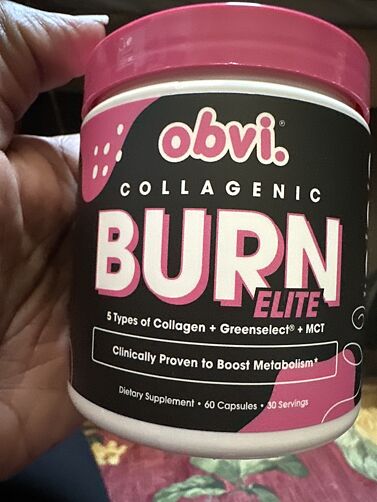 obvi.®
COLLAGENIC
BURN
ELITE
5 Types of Collagen + Greenselect® + MCT
Clinically Proven to Boost Metabolism*
Dietary Supplement • 60 Capsules • 30 Servings